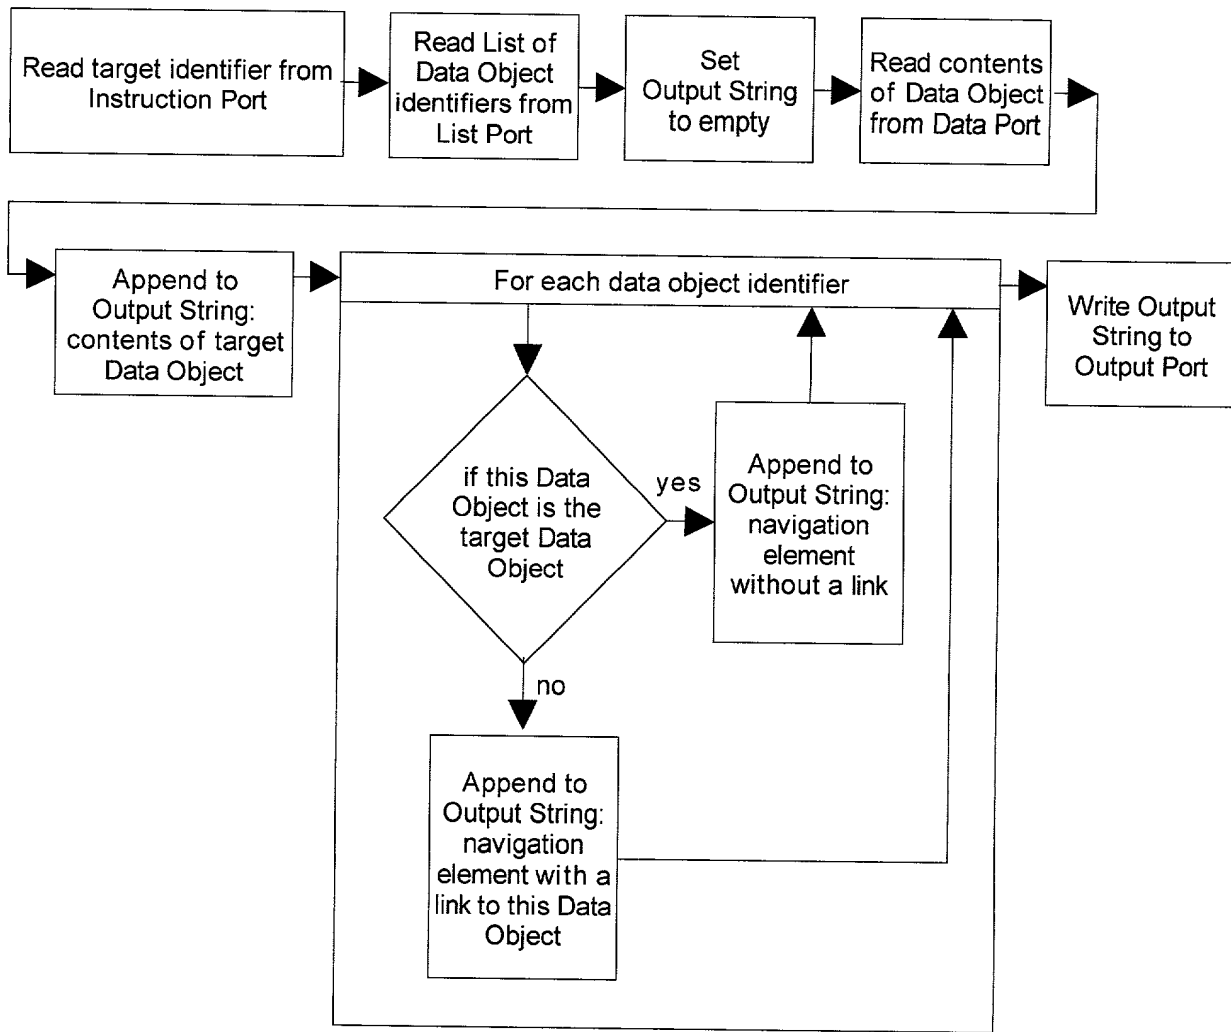 Read target identifier from
Instruction Port
Read List of
Data Object
identifiers from
List Port
Set
Output String
to empty
Read contents
of Data Object
from Data Port
Append to
Output String:
contents of target
Data Object
For each data object identifier
Write Output
String to
Output Port
if this Data
Object is the
target Data
Object
yes
Append to
Output String:
navigation
element
without a link
no
Append to
Output String:
navigation
element with a
link to this Data
Object